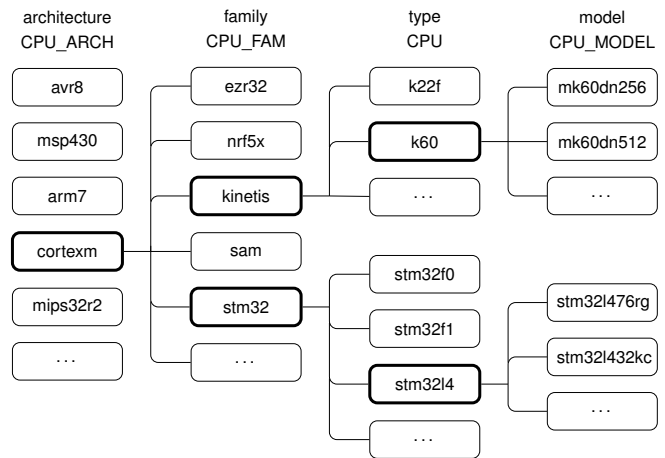 architecture
CPU_ARCH
family
CPU_FAM
type
CPU
model
CPU_MODEL
avr8
msp430
arm7
cortexm
mips32r2
···
ezr32
nrf5x
kinetis
sam
stm32
···
k22f
k60
···
stm32f0
stm32f1
stm32l4
···
mk60dn256
mk60dn512
···
stm32l476rg
stm32l432kc
···